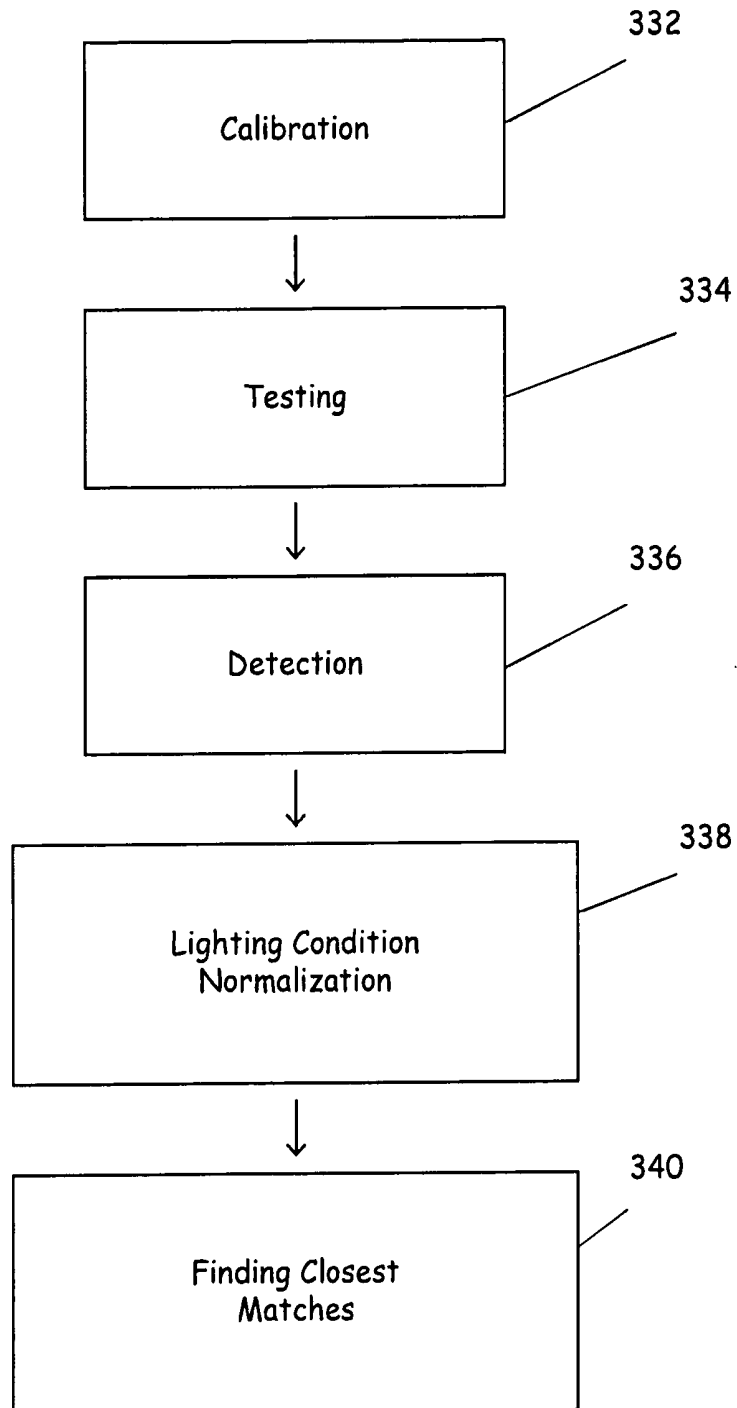 332
Calibration
334
Testing
336
Detection
338
Lighting Condition
Normalization
340
Finding Closest
Matches